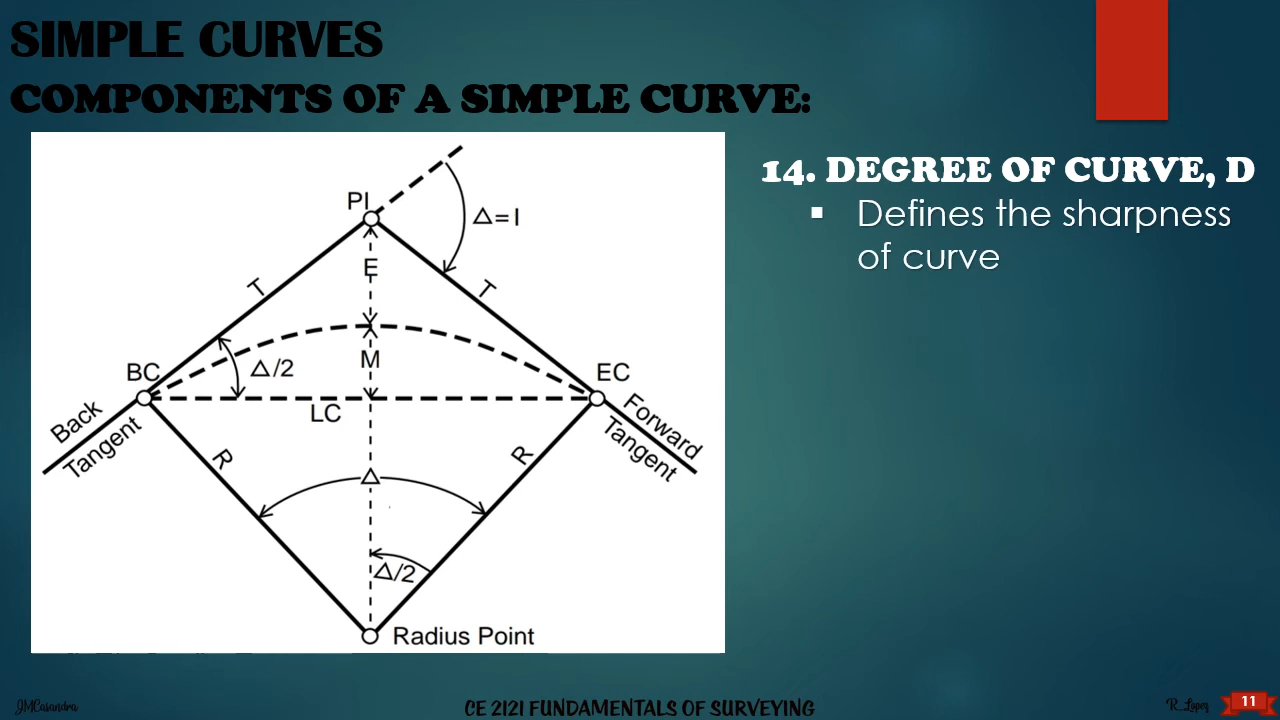 SIMPLE CURVES
COMPONENTS OF A SIMPLE CURVE:
14. DEGREE OF CURVE, D
▪ Defines the sharpness
of curve
PI
△=I
E
T
T
BC
△/2
M
EC
LC
Back
Tangent
Forward
Tangent
R
R
△
△/2
Radius Point
JMCasandra
CE 2121 FUNDAMENTALS OF SURVEYING
R_Lopez
11